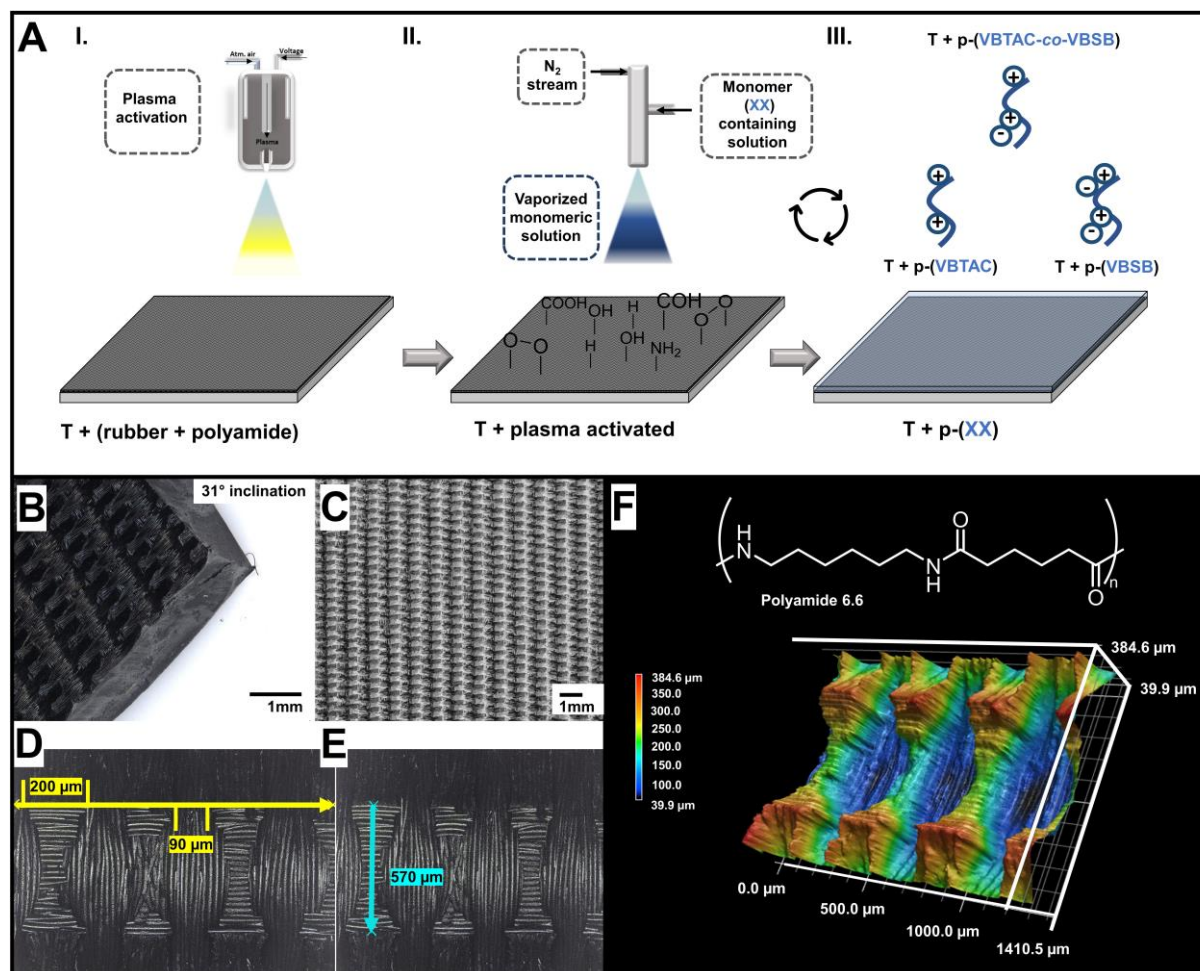 A
I.
Atm. air
Voltage
Plasma
activation
Plasma
II.
N2
stream
Monomer
(XX)
containing
solution
Vaporized
monomeric
solution
III.
T + p-(VBTAC-co-VBSB)
+
+
-
+
+
T + p-(VBTAC)
+
-
+
-
T + p-(VBSB)
COOH
OH
H
COH
O
O
O
O
H
OH
NH2
T + (rubber + polyamide)
T + plasma activated
T + p-(XX)
B
31° inclination
1mm
C
1mm
D
200 µm
90 µm
E
570 µm
F
H
N
N
H
O
O
n
Polyamide 6.6
384.6 µm
350.0
300.0
250.0
200.0
150.0
100.0
39.9 µm
384.6 µm
39.9 µm
0.0 µm
500.0 µm
1000.0 µm
1410.5 µm